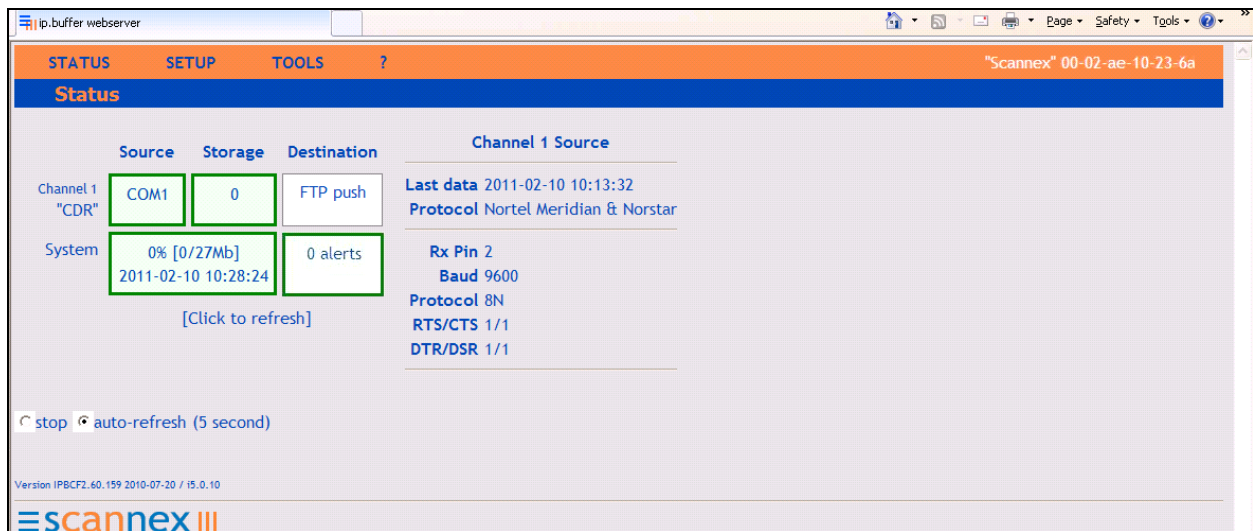 ip.buffer webserver
Page Safety Tools »
STATUS SETUP TOOLS ? "Scannex" 00-02-ae-10-23-6a
Status
Source Storage Destination
Channel 1 "CDR" COM1 0 FTP push
System 0% [0/27Mb] 2011-02-10 10:28:24 0 alerts
[Click to refresh]
Channel 1 Source
Last data 2011-02-10 10:13:32
Protocol Nortel Meridian & Norstar
Rx Pin 2
Baud 9600
Protocol 8N
RTS/CTS 1/1
DTR/DSR 1/1
stop auto-refresh (5 second)
Version IPBCF2.60.159 2010-07-20 / i5.0.10
scannex